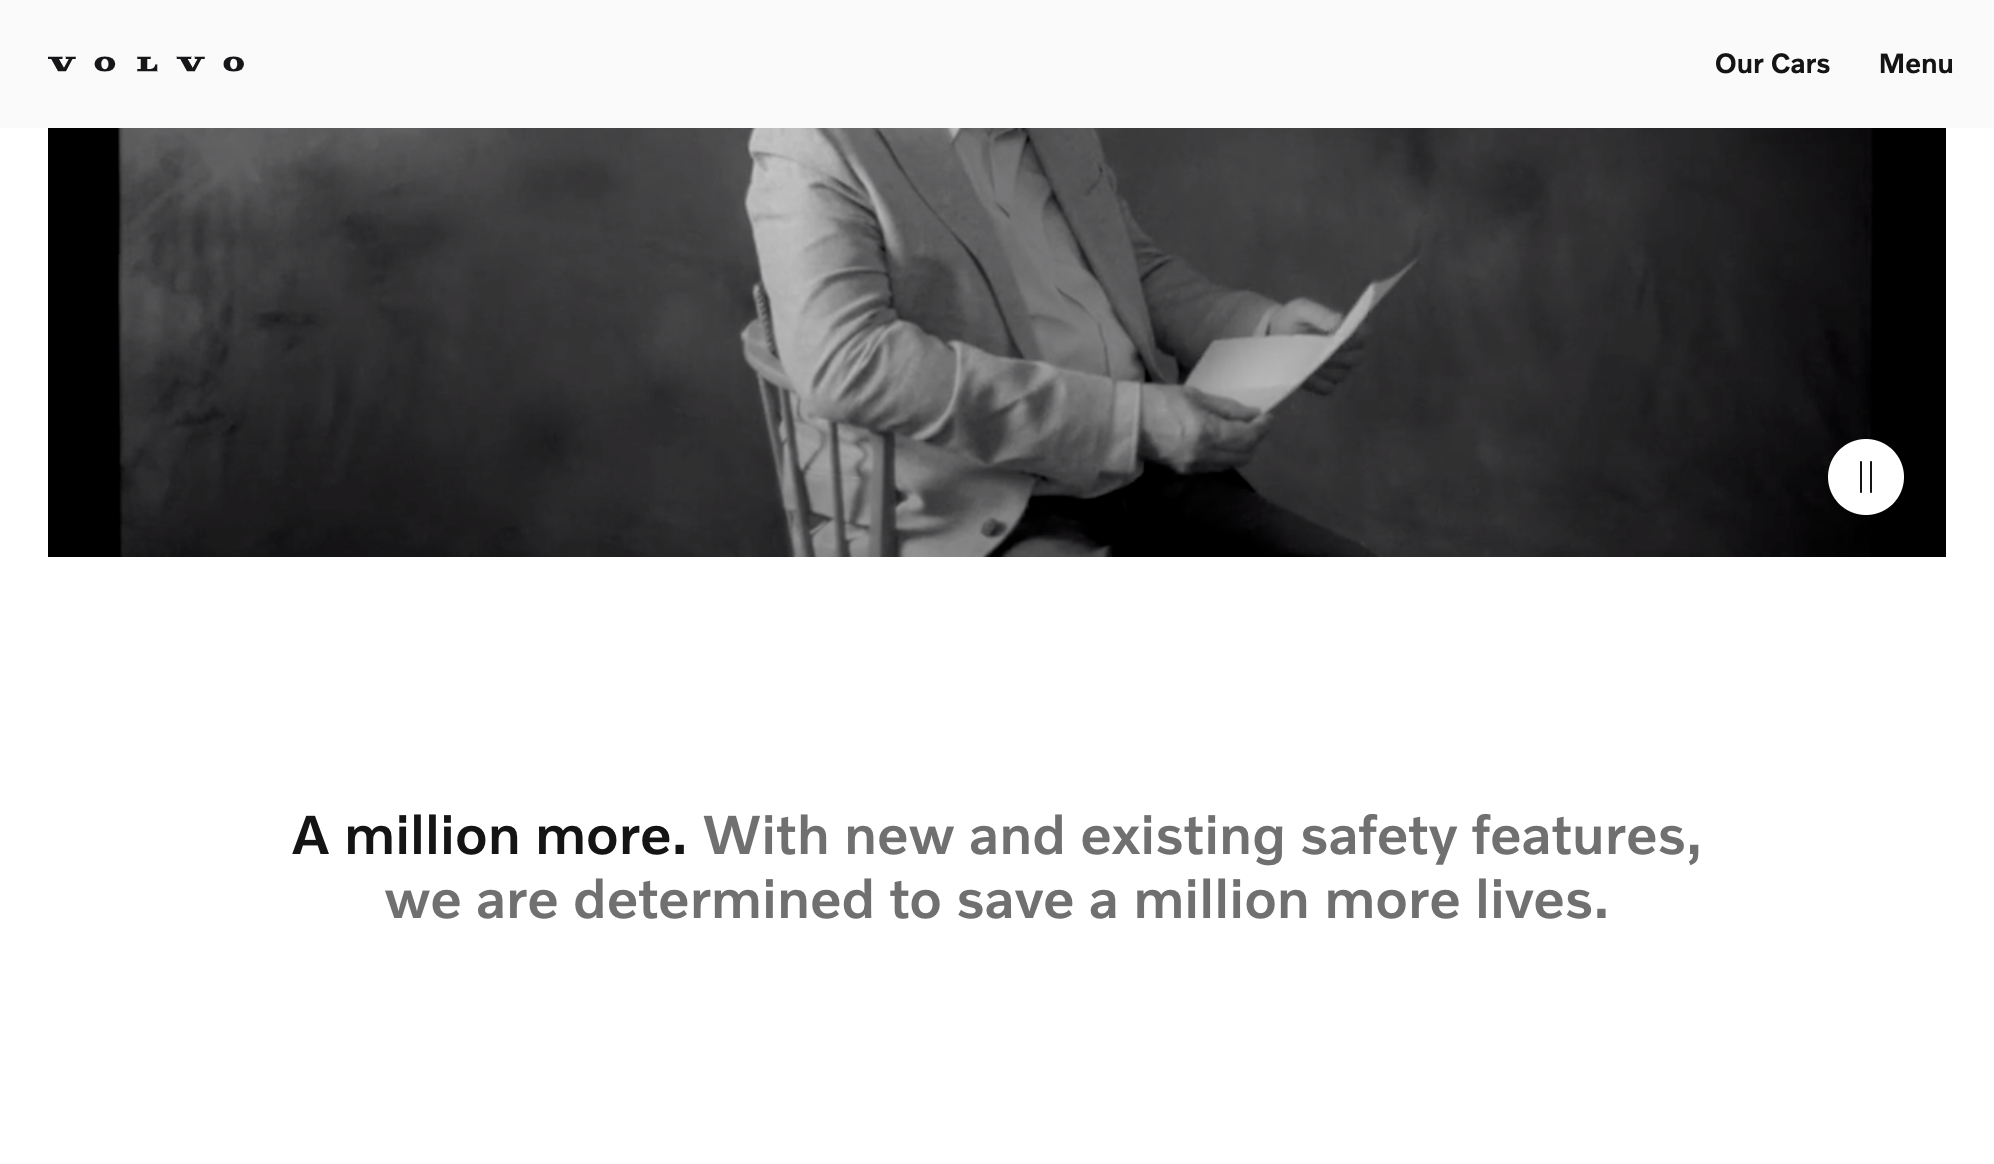 VOLVO
Our Cars
Menu
A million more. With new and existing safety features,
we are determined to save a million more lives.